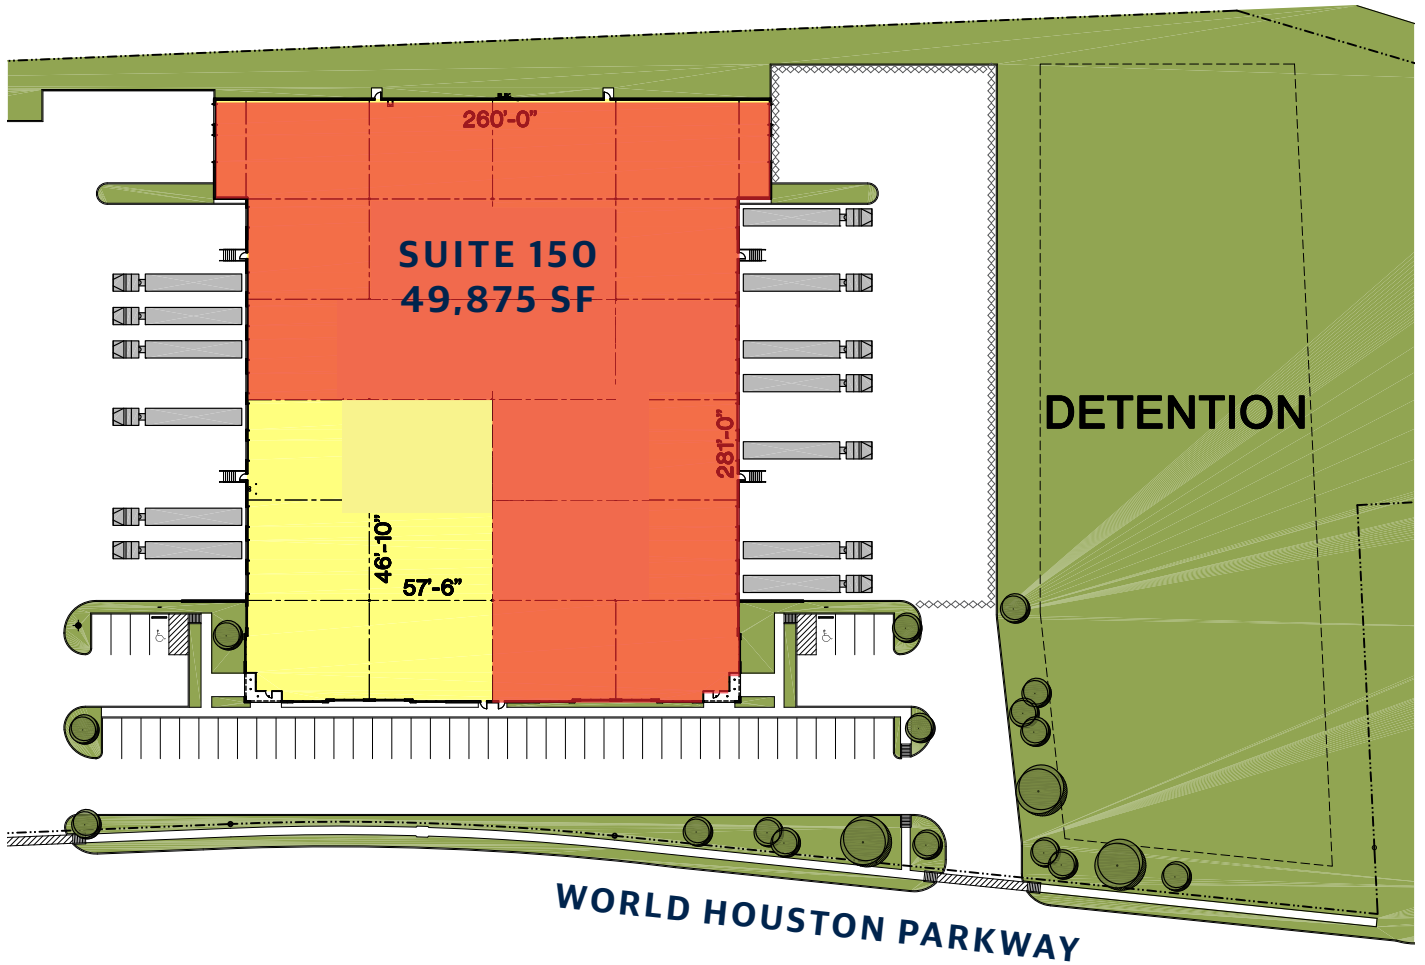 260'-0"
SUITE 150
49,875 SF
281'-0"
DETENTION
46'-10"
57'-6"
WORLD HOUSTON PARKWAY